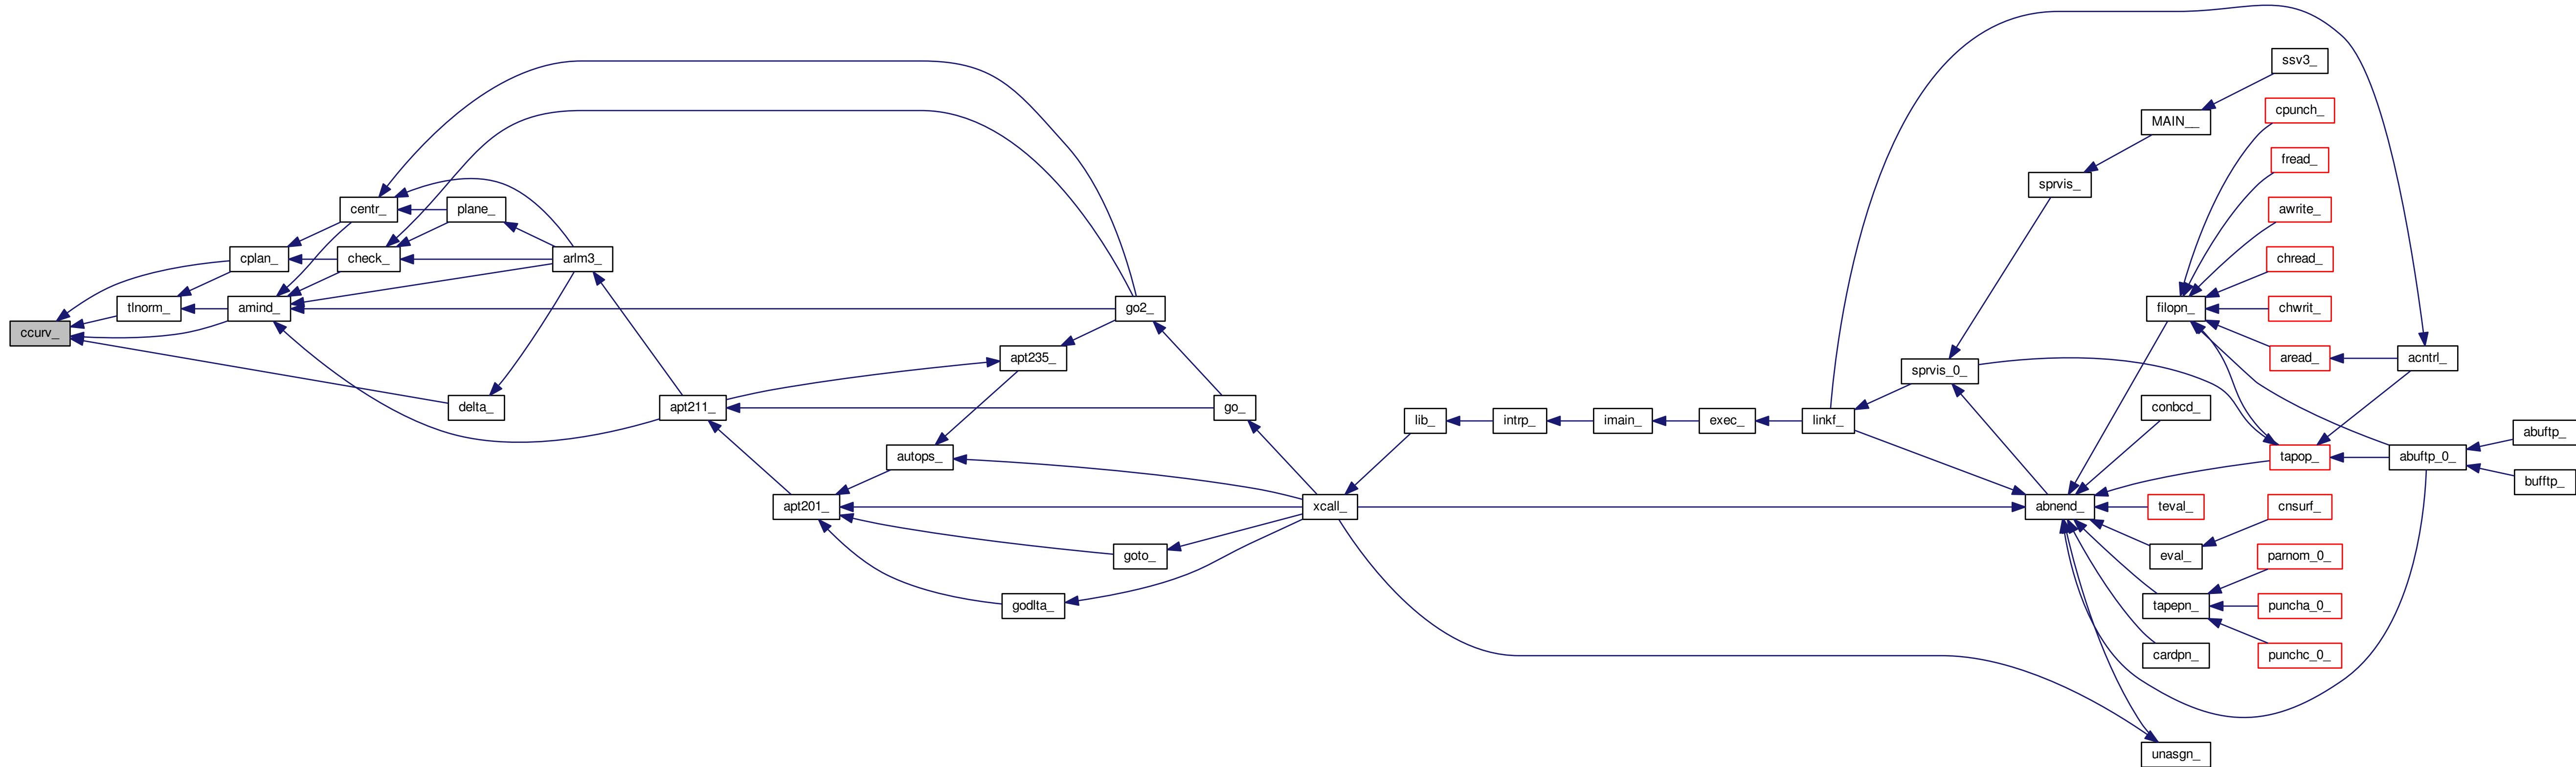 ccurv_
cplan_
tlnorm_
amind_
centr_
check_
plane_
arlm3_
delta_
apt211_
apt201_
autops_
apt235_
go2_
go_
goto_
godlta_
xcall_
lib_
intrp_
imain_
exec_
linkf_
sprvis_0_
sprvis_
MAIN__
ssv3_
abnend_
filopn_
conbcd_
teval_
eval_
tapepn_
cardpn_
unasgn_
cpunch_
fread_
awrite_
chread_
chwrit_
aread_
tapop_
cnsurf_
parnom_0_
puncha_0_
punchc_0_
acntrl_
abuftp_0_
abuftp_
bufftp_